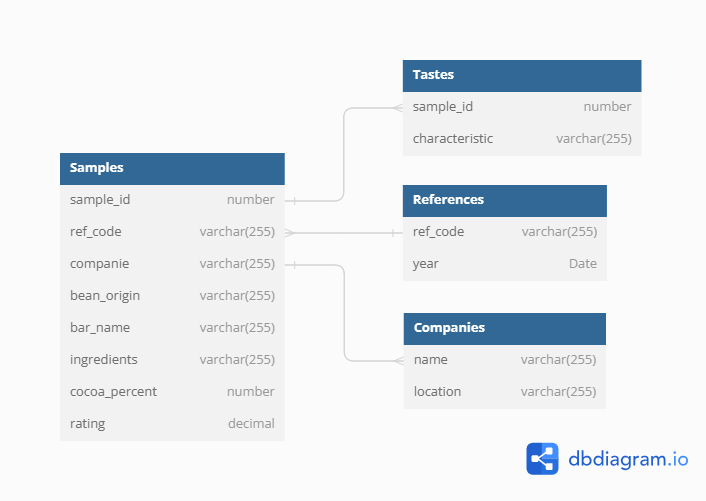 Samples
sample_id number
ref_code varchar(255)
companie varchar(255)
bean_origin varchar(255)
bar_name varchar(255)
ingredients varchar(255)
cocoa_percent number
rating decimal
Tastes
sample_id number
characteristic varchar(255)
References
ref_code varchar(255)
year Date
Companies
name varchar(255)
location varchar(255)
dbdiagram.io